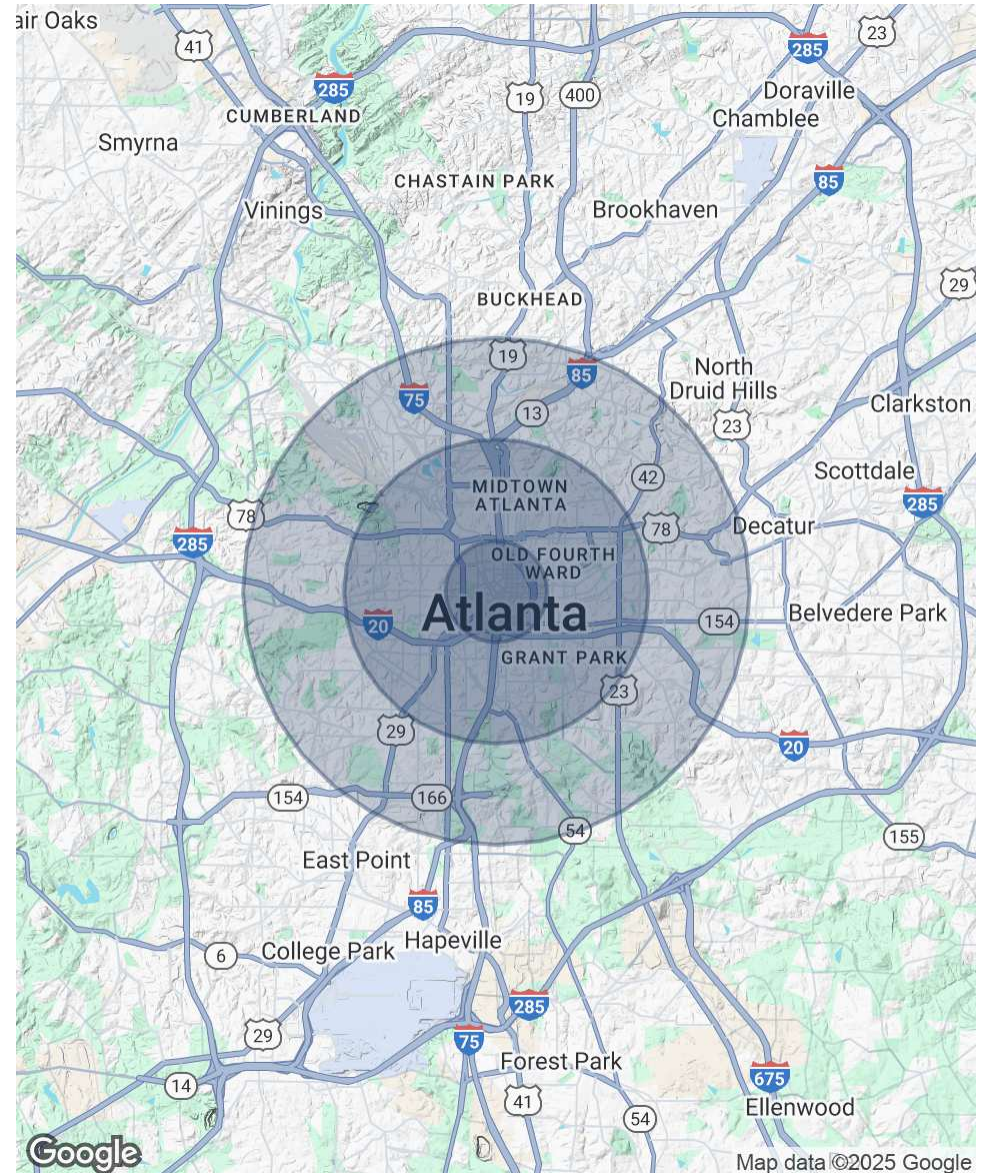 air Oaks
41
23
285
285
Doraville
19
400
CUMBERLAND
Chamblee
Smyrna
CHASTAIN PARK
85
Vinings
Brookhaven
29
BUCKHEAD
19
North
Druid Hills
85
75
Clarkston
13
23
Scottdale
42
MIDTOWN
ATLANTA
285
78
78
Decatur
285
OLD FOURTH
WARD
Atlanta
Belvedere Park
20
154
GRANT PARK
23
29
20
154
166
54
155
East Point
85
Hapeville
College Park
6
285
29
75
Forest Park
675
14
41
Ellenwood
54
Google
Map data ©2025 Google